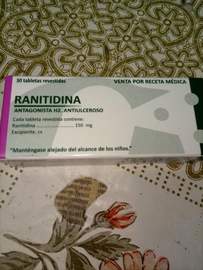 30 tabletas revestidas
VENTA POR RECETA MÉDICA
RANITIDINA
ANTAGONISTA H2, ANTIULCEROSO
Cada tableta revestida contiene:
Ranitidina ........................ 150 mg
Excipiente, cs
"Manténgase alejado del alcance de los niños."